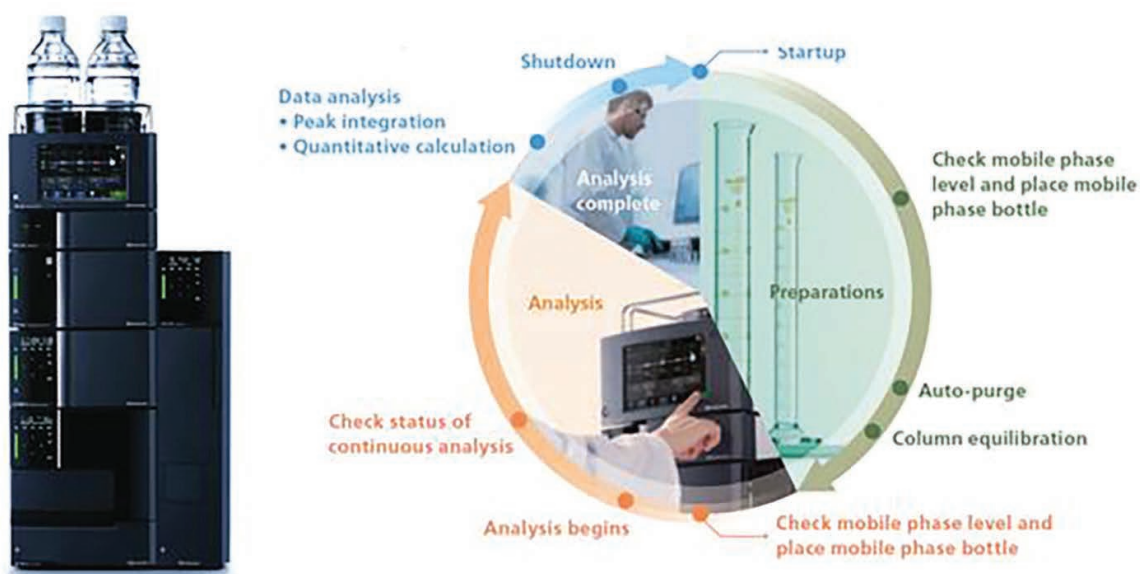 Shutdown
Startup
Data analysis
• Peak integration
• Quantitative calculation
Analysis
complete
Check mobile phase
level and place mobile
phase bottle
Analysis
Preparations
Auto-purge
Check status of
continuous analysis
Column equilibration
Analysis begins
Check mobile phase level and
place mobile phase bottle